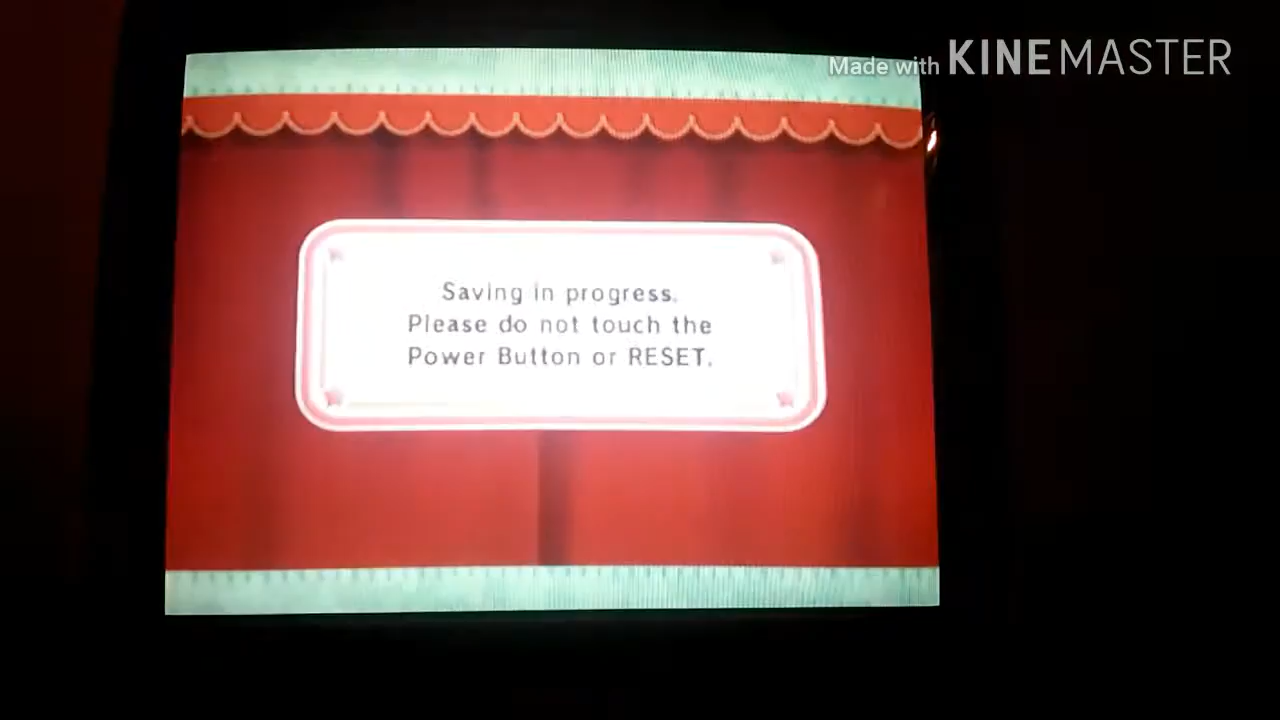 Made with KINEMASTER
Saving in progress.
Please do not touch the
Power Button or RESET.